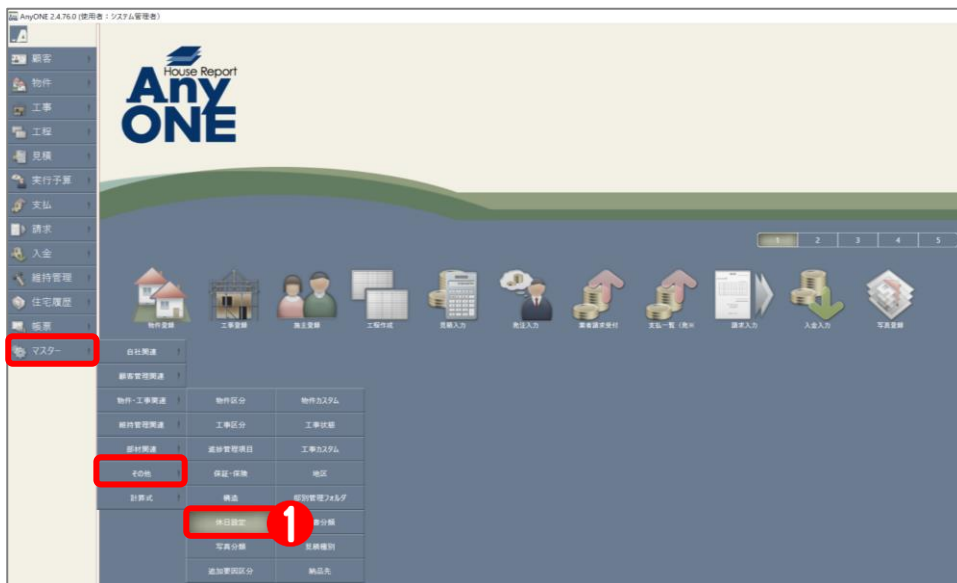 AnyONE 2.4.76.0 (使用者：システム管理者)
顧客
物件
工事
工程
見積
実行予算
支払
請求
入金
維持管理
住宅履歴
帳票
マスター
House Report
Any
ONE
1 2 3 4 5
物件登録 工事登録 施主登録 工程作成 見積入力 発注入力 業者請求受付 支払一覧 請求入力 入金入力 写真登録
自社関連
顧客管理関連
物件・工事関連 物件区分 物件カスタム
維持管理関連 工事区分 工事状態
部材関連 進捗管理項目 工事カスタム
その他 保証・保険 地区
計算式 構造 個別管理フォルダ
休日設定 1 分類
写真分類 見積種別
追加要因区分 納品先